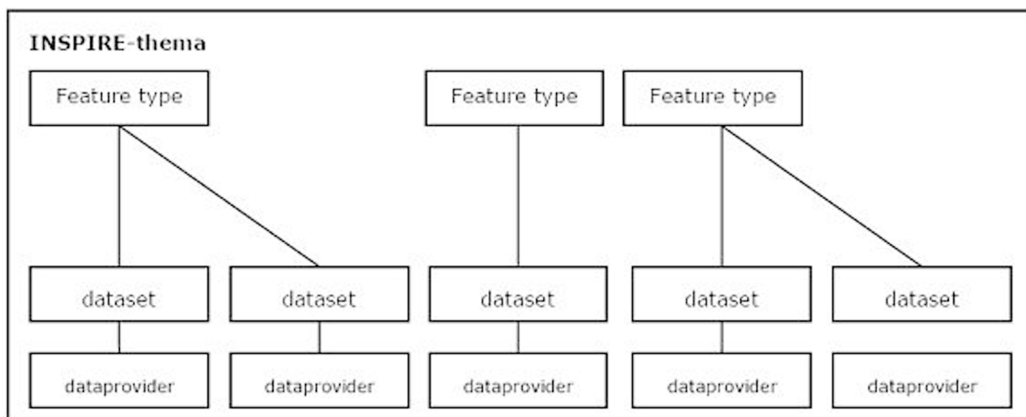 INSPIRE-thema
Feature type Feature type Feature type
dataset dataset dataset dataset dataset
dataprovider dataprovider dataprovider dataprovider dataprovider